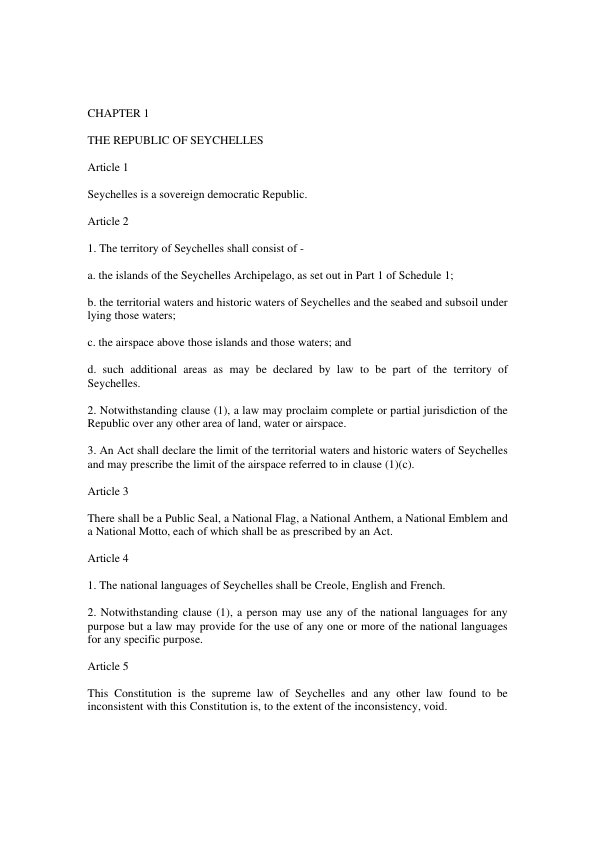 CHAPTER 1
THE REPUBLIC OF SEYCHELLES
Article 1
Seychelles is a sovereign democratic Republic.
Article 2
1. The territory of Seychelles shall consist of -
a. the islands of the Seychelles Archipelago, as set out in Part 1 of Schedule 1;
b. the territorial waters and historic waters of Seychelles and the seabed and subsoil under
lying those waters;
c. the airspace above those islands and those waters; and
d. such additional areas as may be declared by law to be part of the territory of
Seychelles.
2. Notwithstanding clause (1), a law may proclaim complete or partial jurisdiction of the
Republic over any other area of land, water or airspace.
3. An Act shall declare the limit of the territorial waters and historic waters of Seychelles
and may prescribe the limit of the airspace referred to in clause (1)(c).
Article 3
There shall be a Public Seal, a National Flag, a National Anthem, a National Emblem and
a National Motto, each of which shall be as prescribed by an Act.
Article 4
1. The national languages of Seychelles shall be Creole, English and French.
2. Notwithstanding clause (1), a person may use any of the national languages for any
purpose but a law may provide for the use of any one or more of the national languages
for any specific purpose.
Article 5
This Constitution is the supreme law of Seychelles and any other law found to be
inconsistent with this Constitution is, to the extent of the inconsistency, void.